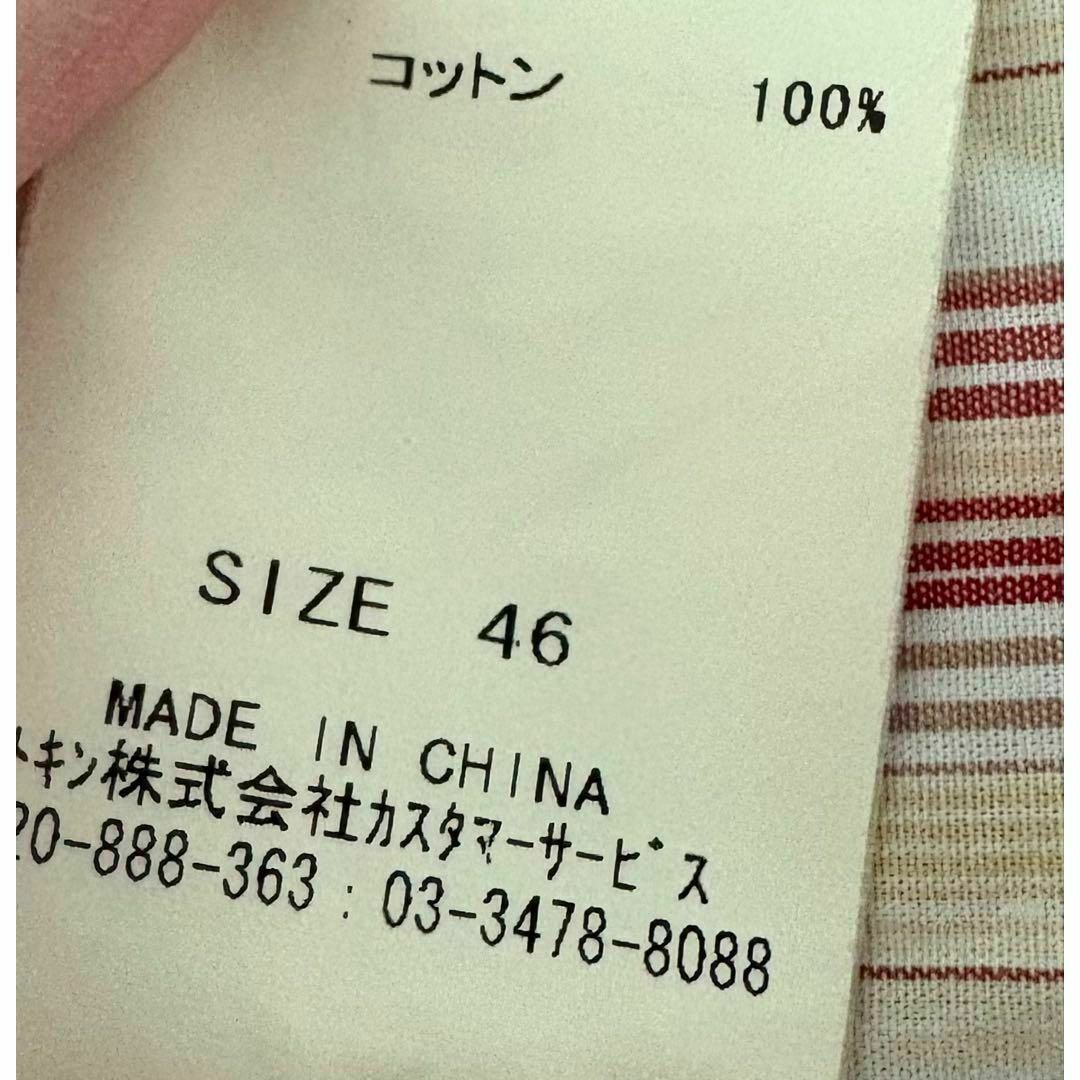 コットン 100%
SIZE 46
MADE IN CHINA
トキン株式会社カスタマーサービス
20-888-363 : 03-3478-8088